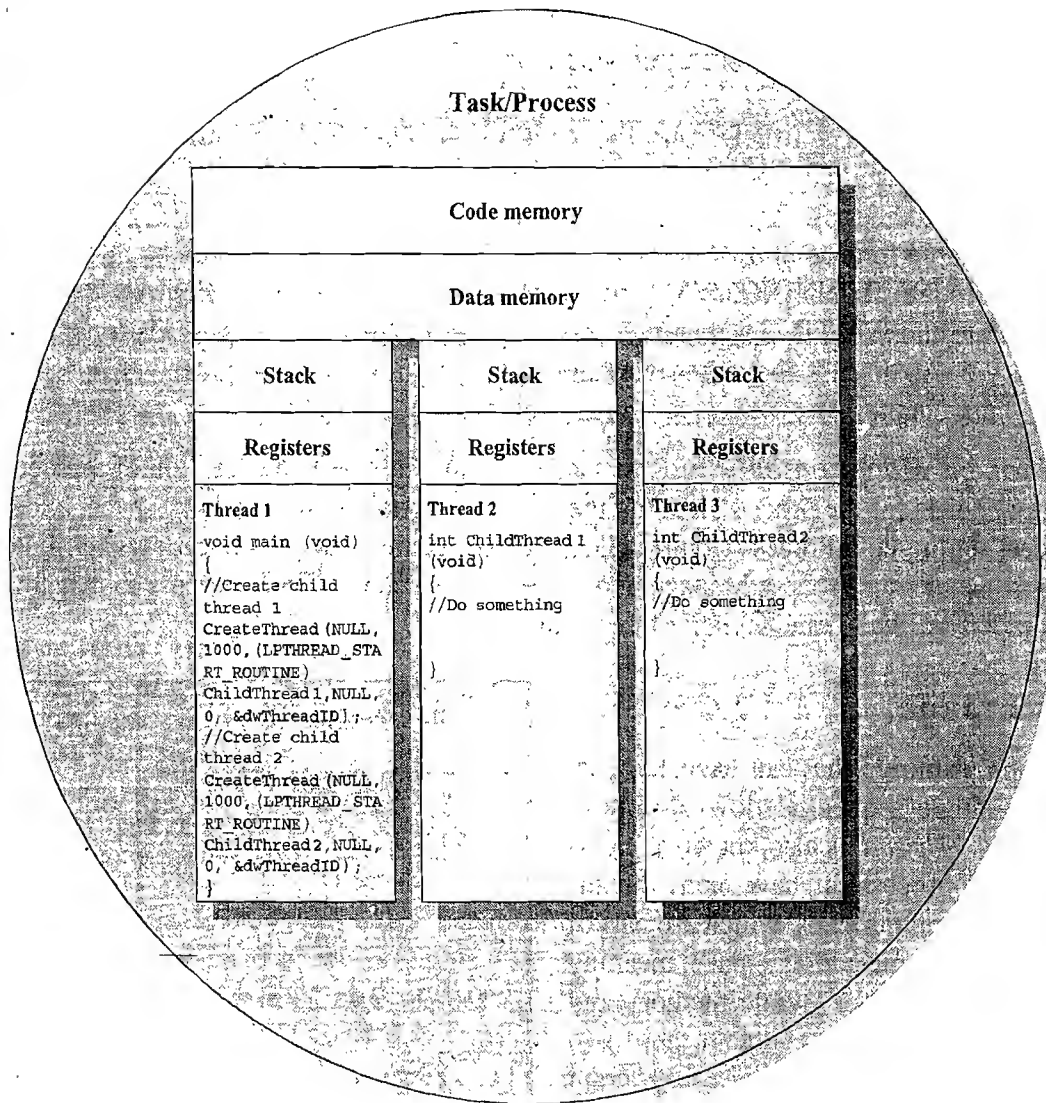 Task/Process
Code memory
Data memory
Stack
Registers
Thread 1
void main (void)
{
//Create child
thread 1
CreateThread(NULL,
1000,(LPTHREAD_STA
RT_ROUTINE)
ChildThread1,NULL,
0, &dwThreadID);
//Create child
thread 2
CreateThread(NULL,
1000,(LPTHREAD_STA
RT_ROUTINE)
ChildThread2,NULL,
0, &dwThreadID);
}
Stack
Registers
Thread 2
int ChildThread1
(void)
{
//Do something
}
Stack
Registers
Thread 3
int ChildThread2
(void)
{
//Do something
}